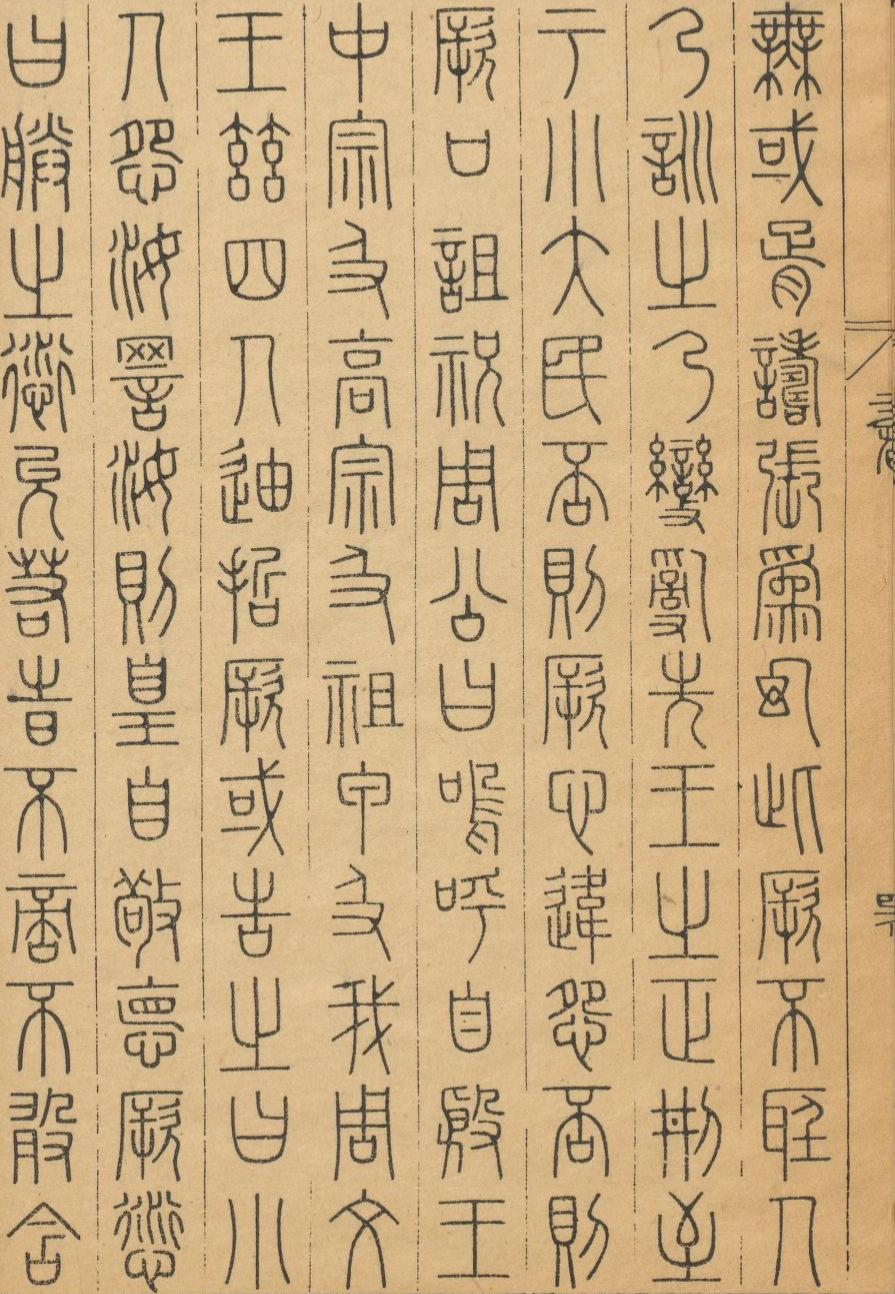 無或胥譸張爲幻此厥不聽人
乃訓之乃變亂先王之正刑至
于小大民否則厥心違怨否則
厥口詛祝周公曰嗚呼自殷王
中宗及高宗及祖甲及我周文
王茲四人迪哲厥或告之曰小
人怨汝詈汝則皇自敬德厥愆
曰朕之愆允若時不啻不敢含